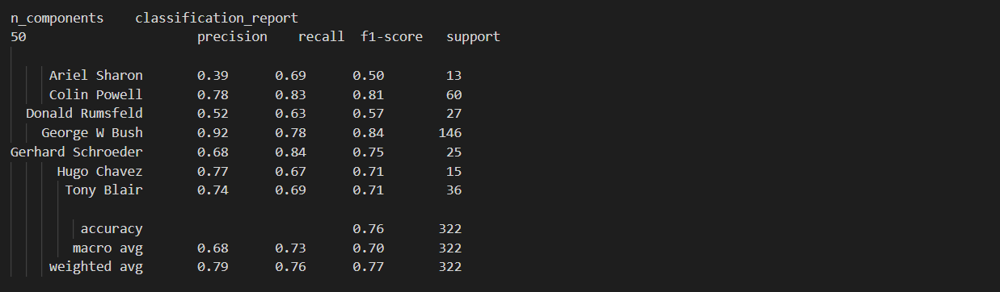 n_components    classification_report
50                      precision    recall  f1-score   support

     Ariel Sharon       0.39      0.69      0.50        13
     Colin Powell       0.78      0.83      0.81        60
  Donald Rumsfeld       0.52      0.63      0.57        27
    George W Bush       0.92      0.78      0.84       146
Gerhard Schroeder       0.68      0.84      0.75        25
      Hugo Chavez       0.77      0.67      0.71        15
       Tony Blair       0.74      0.69      0.71        36

         accuracy                           0.76       322
        macro avg       0.68      0.73      0.70       322
     weighted avg       0.79      0.76      0.77       322